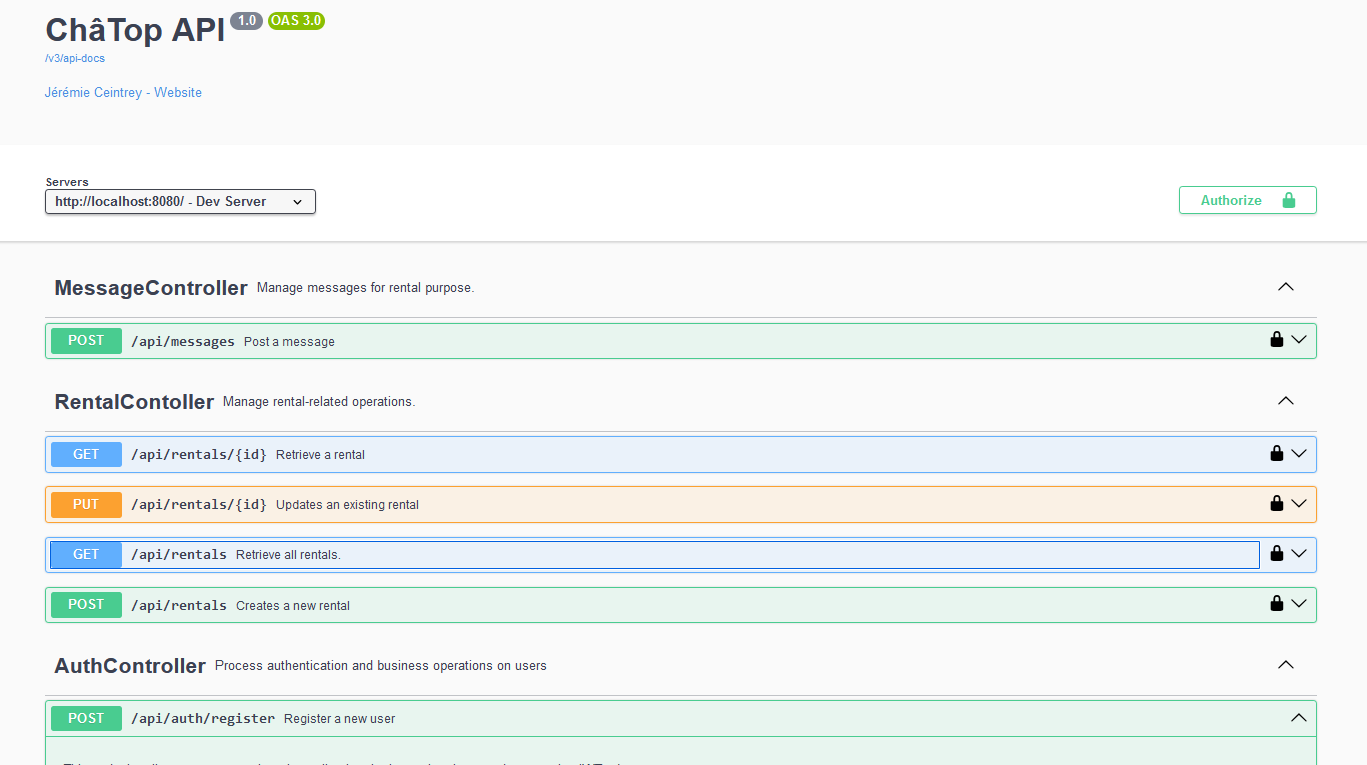 ChâTop API 1.0 OAS 3.0
/v3/api-docs
Jérémie Ceintrey - Website
Servers
http://localhost:8080/ - Dev Server
Authorize
MessageController Manage messages for rental purpose.
POST /api/messages Post a message
RentalContoller Manage rental-related operations.
GET /api/rentals/{id} Retrieve a rental
PUT /api/rentals/{id} Updates an existing rental
GET /api/rentals Retrieve all rentals.
POST /api/rentals Creates a new rental
AuthController Process authentication and business operations on users
POST /api/auth/register Register a new user